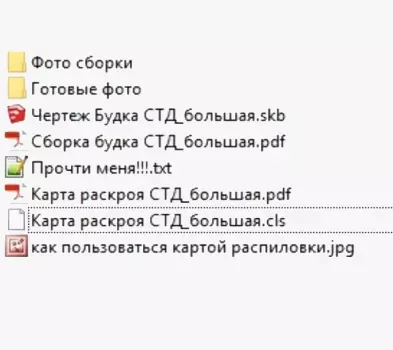 Фото сборки
Готовые фото
Чертеж Будка СТД_большая.skb
Сборка будка СТД_большая.pdf
Прочти меня!!!.txt
Карта раскроя СТД_большая.pdf
Карта раскроя СТД_большая.cls
как пользоваться картой распиловки.jpg